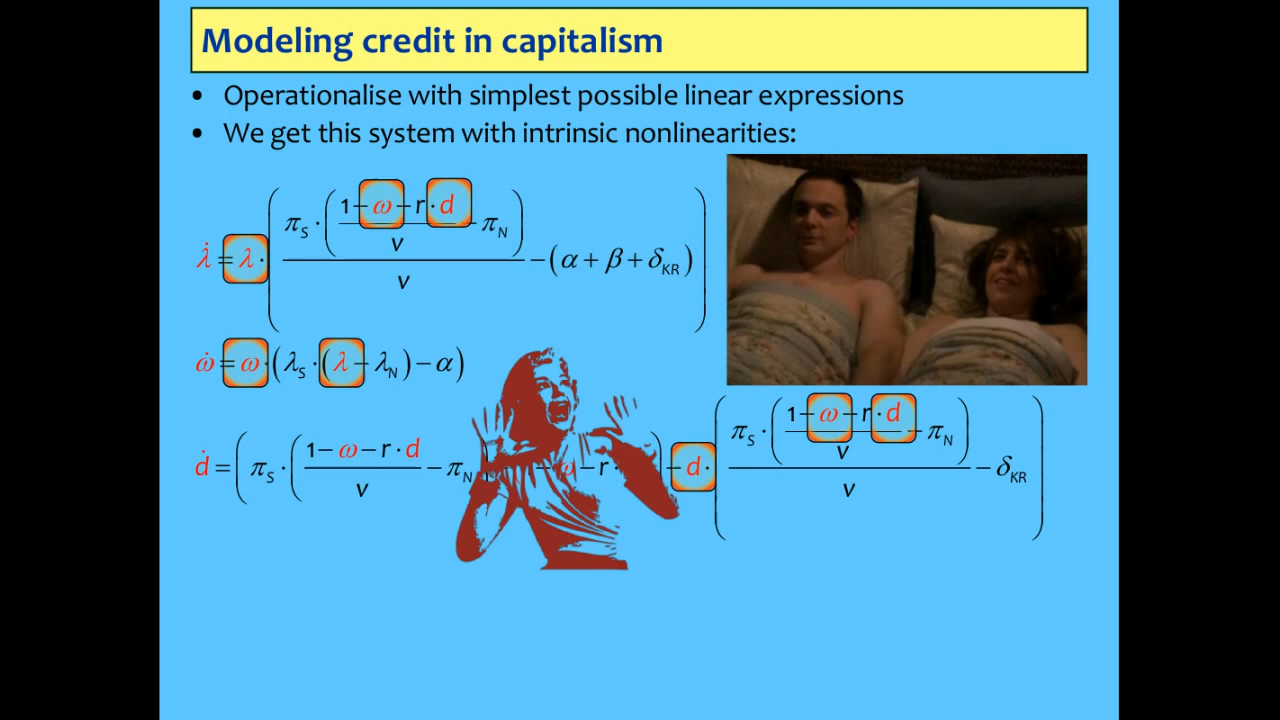 Modeling credit in capitalism
• Operationalise with simplest possible linear expressions
• We get this system with intrinsic nonlinearities:
λ̇ = λ · ( ( π_S · ( (1 − ω − r · d) / v − π_N ) ) / v − ( α + β + δ_KR ) )
ω̇ = ω · ( λ_S · ( λ − λ_N ) − α )
ḋ = ( π_S · ( (1 − ω − r · d) / v − π_N ω − r · ) − d · ( ( π_S · ( (1 − ω − r · d) / v − π_N ) ) / v − δ_KR )